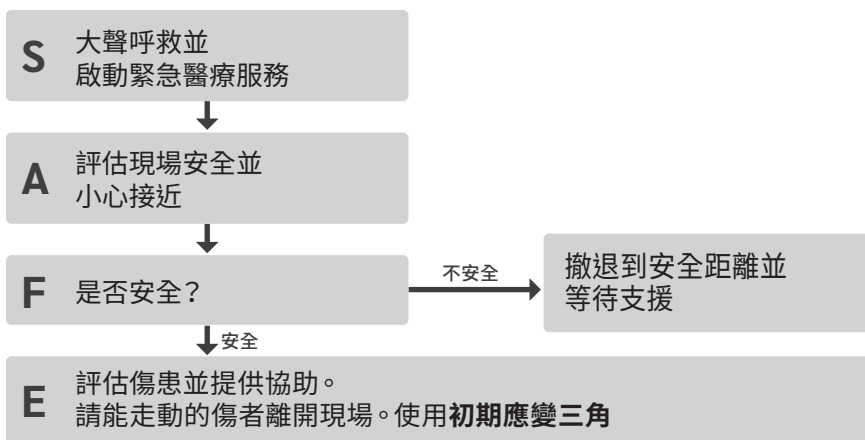 S
大聲呼救並
啟動緊急醫療服務
A
評估現場安全並
小心接近
F
是否安全？
不安全
撤退到安全距離並
等待支援
安全
E
評估傷患並提供協助。
請能走動的傷者離開現場。使用初期應變三角